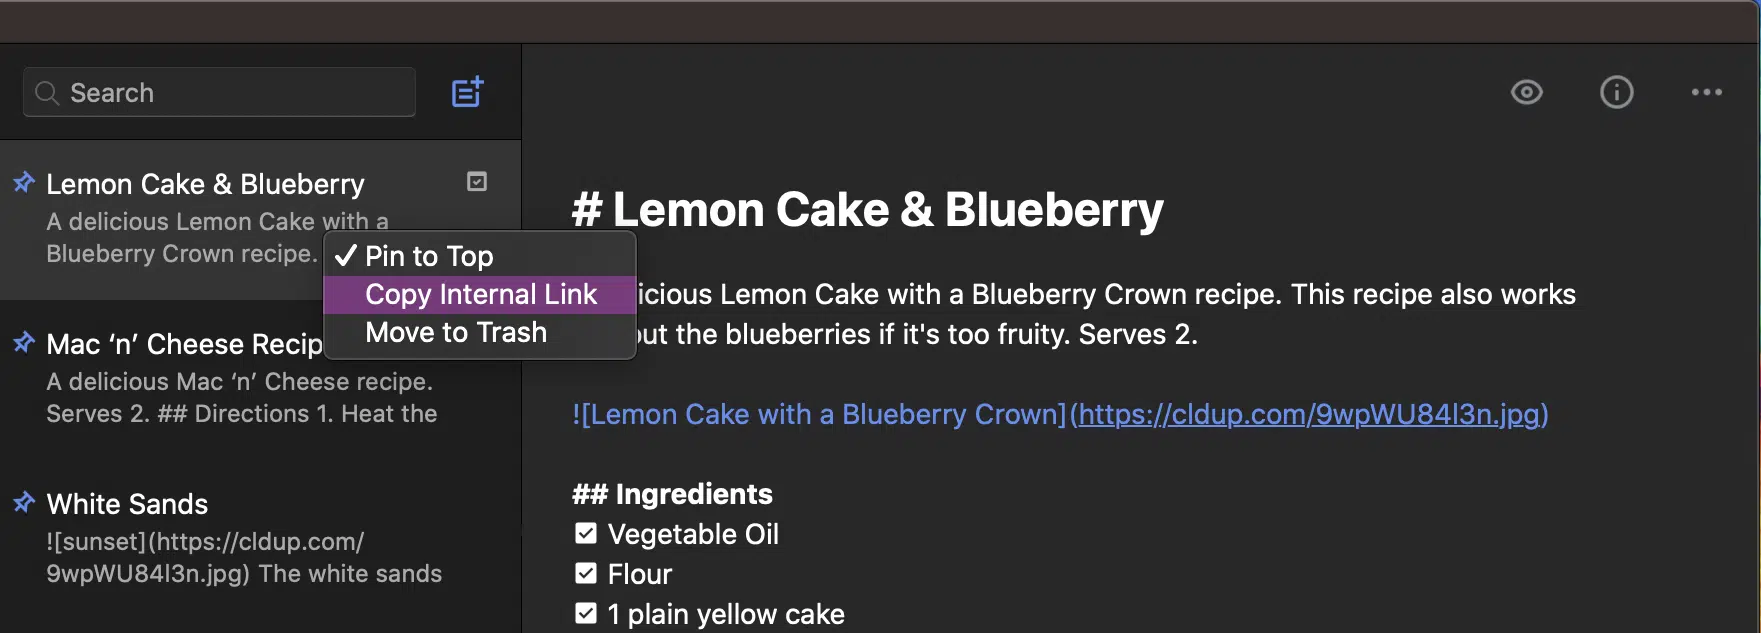 Search
Lemon Cake & Blueberry
A delicious Lemon Cake with a
Blueberry Crown recipe.
Mac ‘n’ Cheese Recip
A delicious Mac ‘n’ Cheese recipe.
Serves 2. ## Directions 1. Heat the
White Sands
![sunset](https://cldup.com/
9wpWU84l3n.jpg) The white sands
✓ Pin to Top
Copy Internal Link
Move to Trash
# Lemon Cake & Blueberry
icious Lemon Cake with a Blueberry Crown recipe. This recipe also works
out the blueberries if it's too fruity. Serves 2.
![Lemon Cake with a Blueberry Crown](https://cldup.com/9wpWU84l3n.jpg)
## Ingredients
Vegetable Oil
Flour
1 plain yellow cake